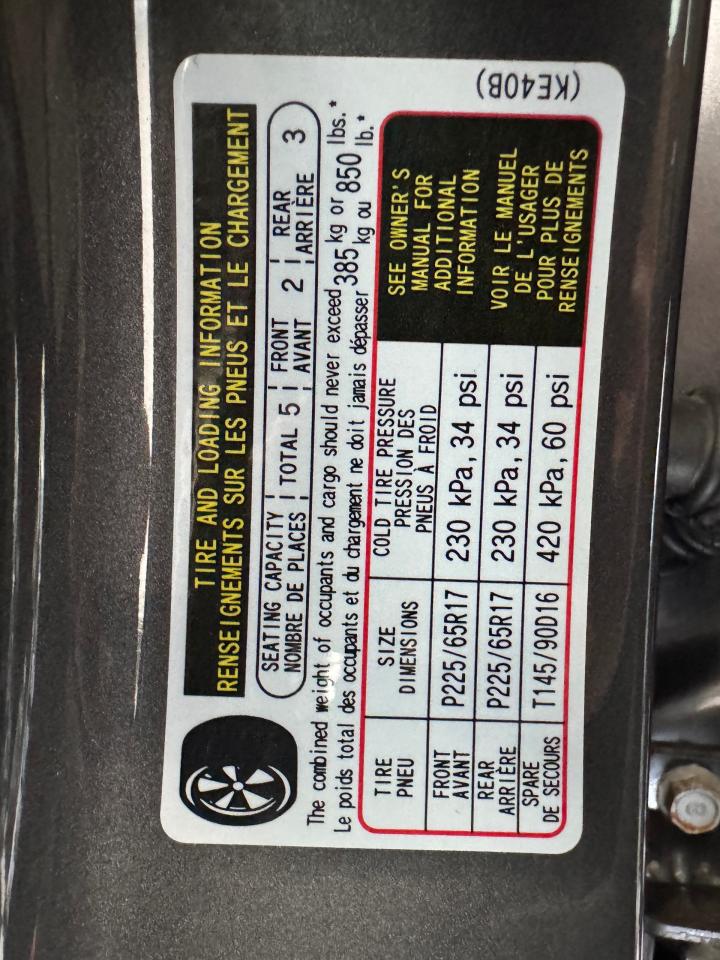 TIRE AND LOADING INFORMATION
RENSEIGNEMENTS SUR LES PNEUS ET LE CHARGEMENT
SEATING CAPACITY
NOMBRE DE PLACES
TOTAL 5
FRONT
AVANT
2
REAR
ARRIÈRE
3
The combined weight of occupants and cargo should never exceed 385 kg or 850 lbs.*
Le poids total des occupants et du chargement ne doit jamais dépasser 385 kg ou 850 lb.*
TIRE
PNEU
SIZE
DIMENSIONS
COLD TIRE PRESSURE
PRESSION DES
PNEUS À FROID
FRONT
AVANT
P225/65R17
230 kPa, 34 psi
REAR
ARRIÈRE
P225/65R17
230 kPa, 34 psi
SPARE
DE SECOURS
T145/90D16
420 kPa, 60 psi
SEE OWNER'S
MANUAL FOR
ADDITIONAL
INFORMATION
VOIR LE MANUEL
DE L'USAGER
POUR PLUS DE
RENSEIGNEMENTS
(KE40B)